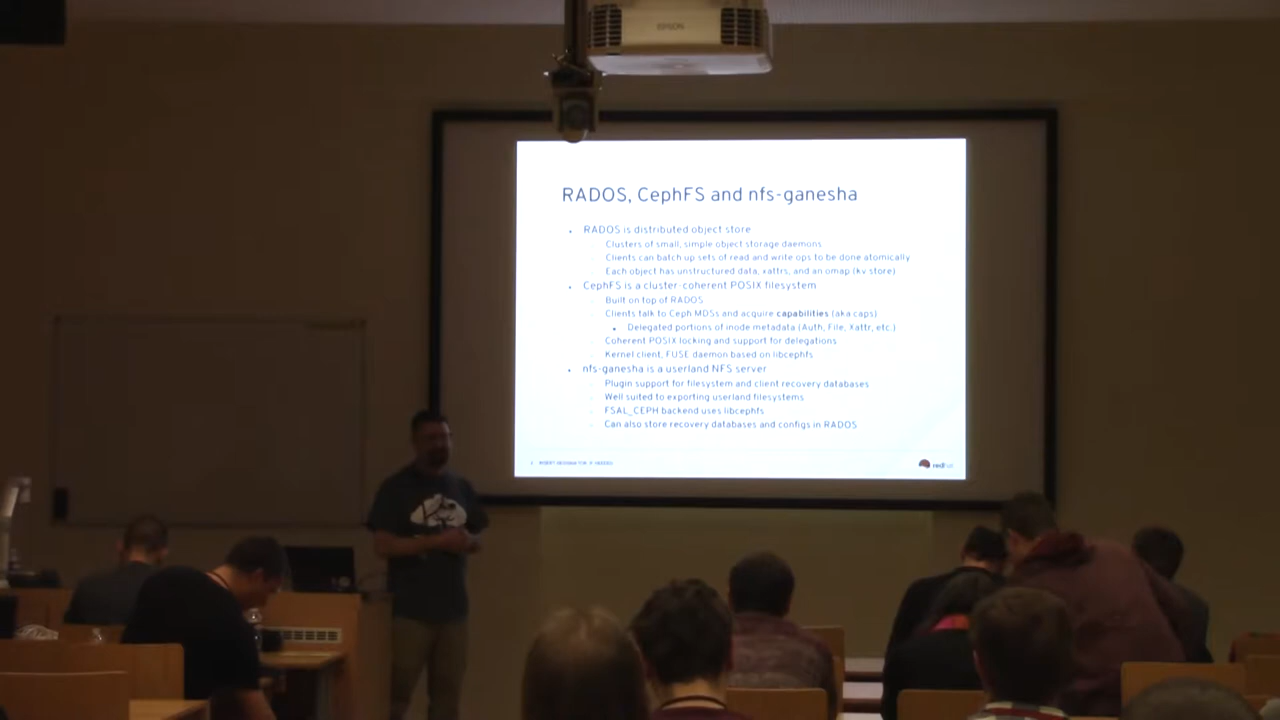 EPSON
RADOS, CephFS and nfs-ganesha
RADOS is distributed object store
Clusters of small, simple object storage daemons
Clients can batch up sets of read and write ops to be done atomically
Each object has unstructured data, xattrs, and an omap (kv store)
CephFS is a cluster-coherent POSIX filesystem
Built on top of RADOS
Clients talk to Ceph MDSs and acquire capabilities (aka caps)
Delegated portions of inode metadata (Auth, File, Xattr, etc.)
Coherent POSIX locking and support for delegations
Kernel client, FUSE daemon based on libcephfs
nfs-ganesha is a userland NFS server
Plugin support for filesystem and client recovery databases
Well suited to exporting userland filesystems
FSAL_CEPH backend uses libcephfs
Can also store recovery databases and configs in RADOS
INSERT DESIGNATOR, IF NEEDED
redhat